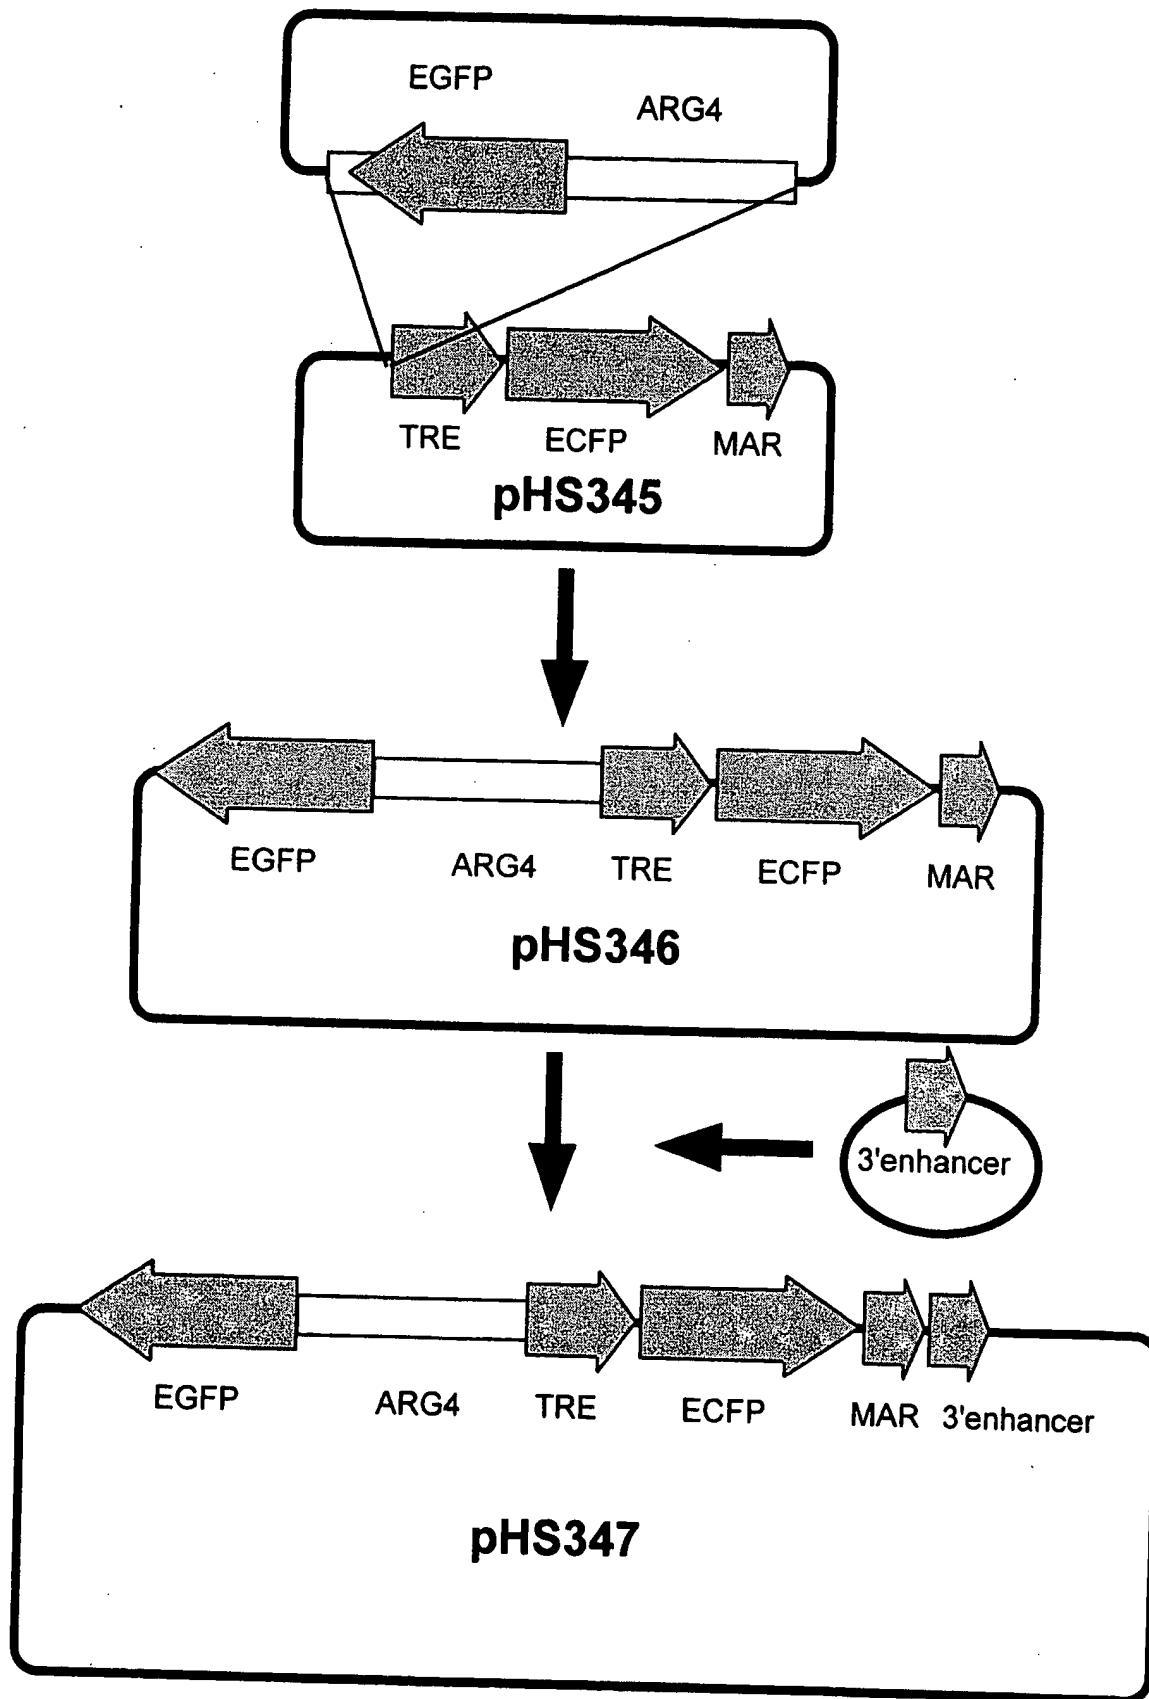 EGFP
ARG4
TRE ECFP MAR
pHS345
EGFP ARG4 TRE ECFP MAR
pHS346
3'enhancer
EGFP ARG4 TRE ECFP MAR 3'enhancer
pHS347